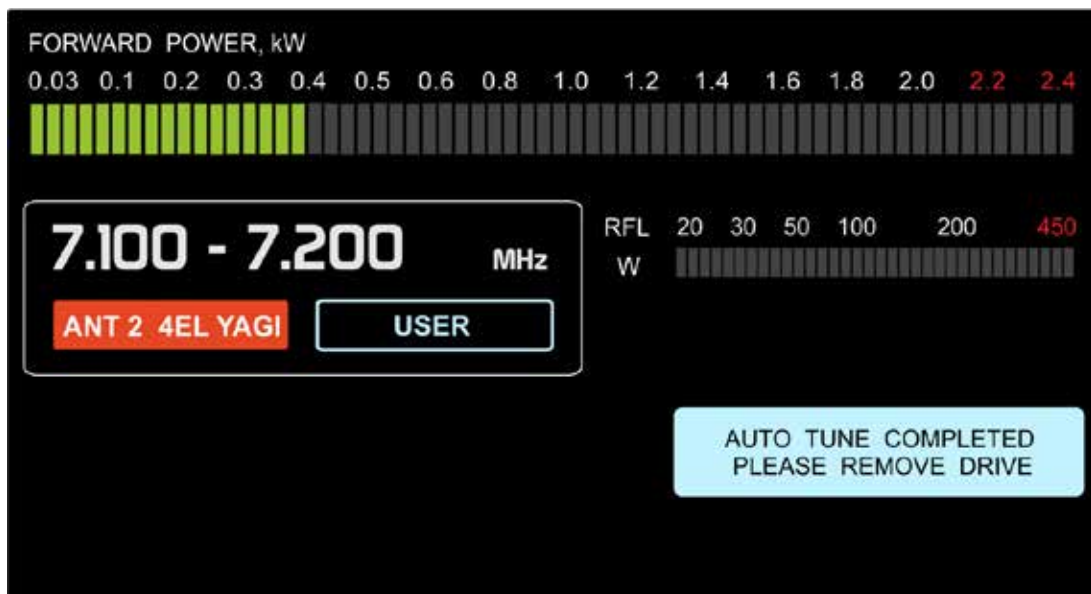 FORWARD POWER, kW
0.03 0.1 0.2 0.3 0.4 0.5 0.6 0.8 1.0 1.2 1.4 1.6 1.8 2.0 2.2 2.4
7.100 - 7.200 MHz
ANT 2 4EL YAGI USER
RFL 20 30 50 100 200 450
W
AUTO TUNE COMPLETED
PLEASE REMOVE DRIVE